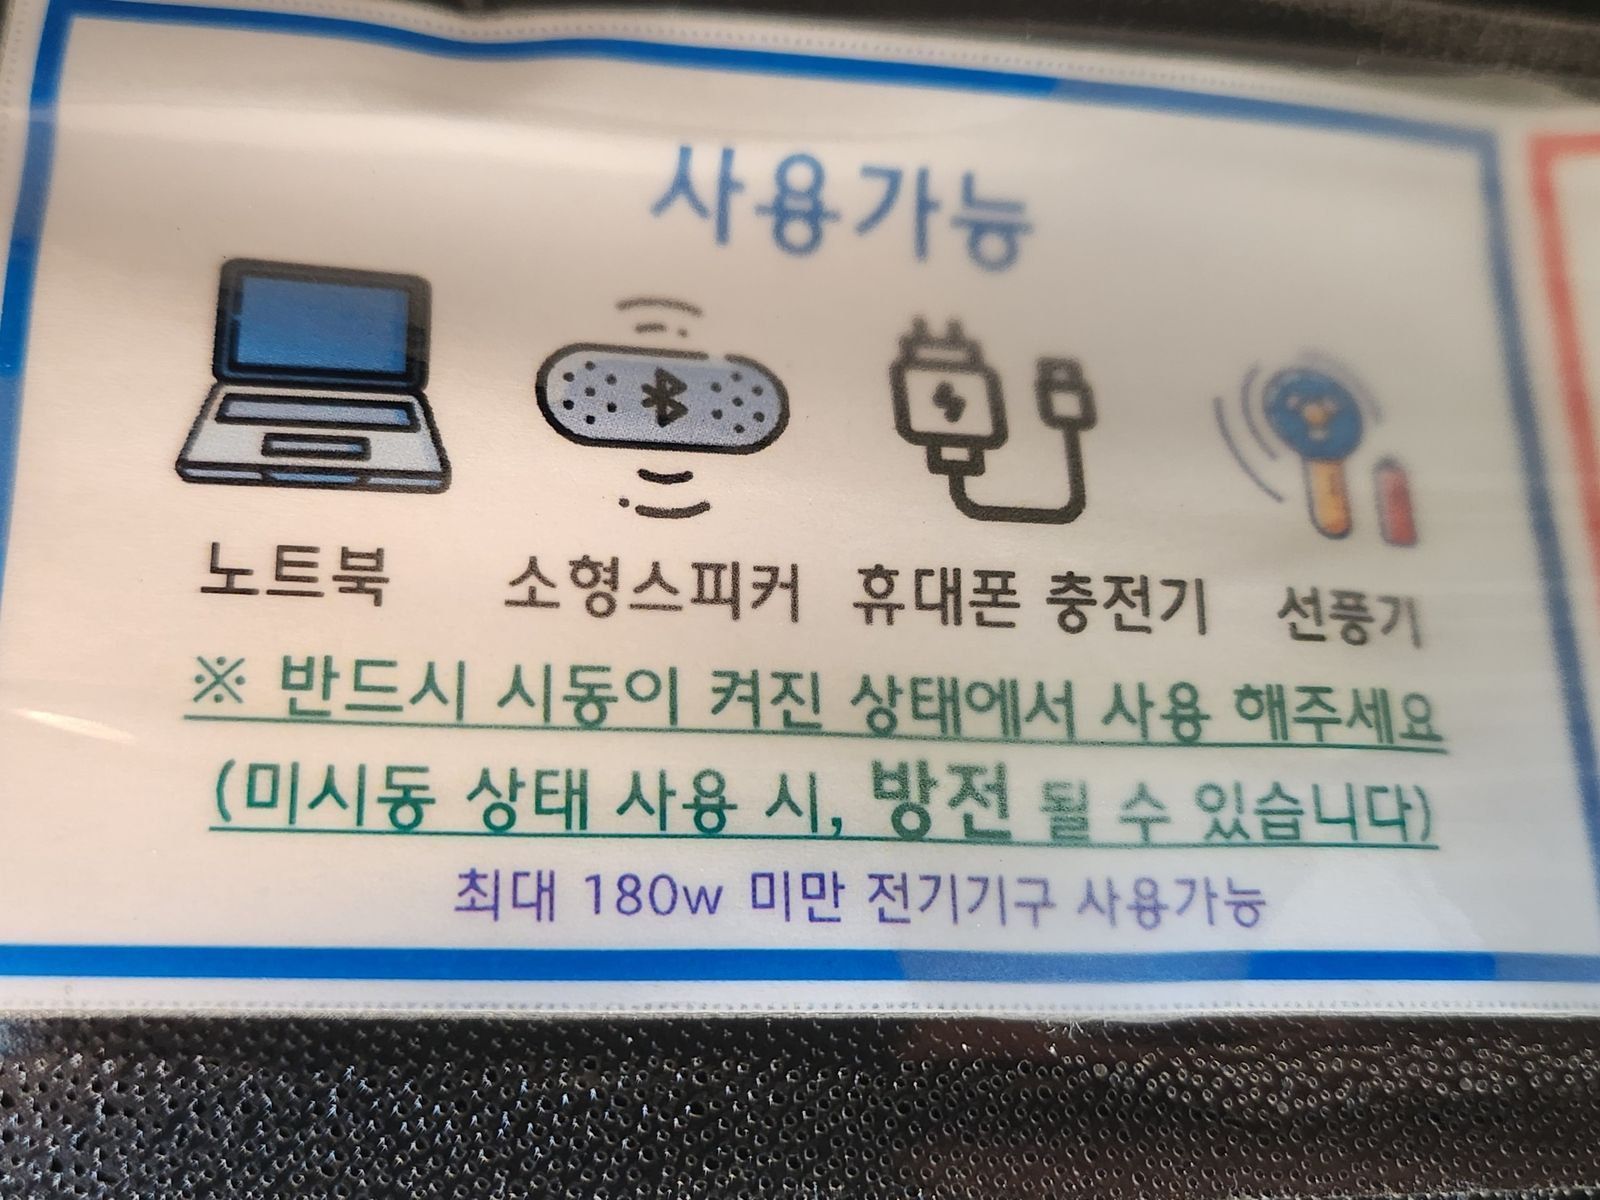 사용가능
노트북 소형스피커 휴대폰 충전기 선풍기
※ 반드시 시동이 켜진 상태에서 사용 해주세요
(미시동 상태 사용 시, 방전 될 수 있습니다)
최대 180w 미만 전기기구 사용가능